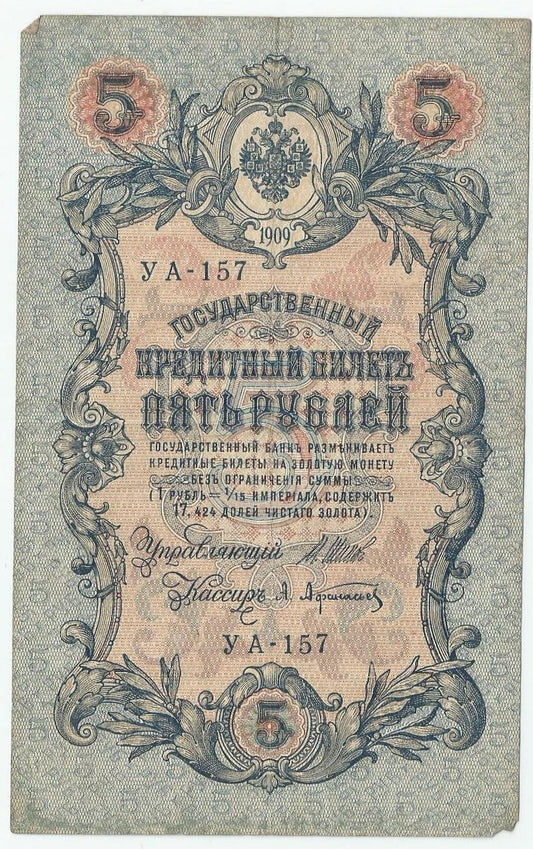 5 5
1909
УА-157
ГОСУДАРСТВЕННЫЙ
КРЕДИТНЫЙ БИЛЕТЪ
ПЯТЬ РУБЛЕЙ
ГОСУДАРСТВЕННЫЙ БАНКЪ РАЗМѢНИВАЕТЪ
КРЕДИТНЫЕ БИЛЕТЫ НА ЗОЛОТУЮ МОНЕТУ
БЕЗЪ ОГРАНИЧЕНІЯ СУММЫ
(1 РУБЛЬ = 1/15 ИМПЕРІАЛА, СОДЕРЖИТЪ
17,424 ДОЛЕЙ ЧИСТАГО ЗОЛОТА).
Управляющій
Кассиръ А. Афанасьев
УА-157
5